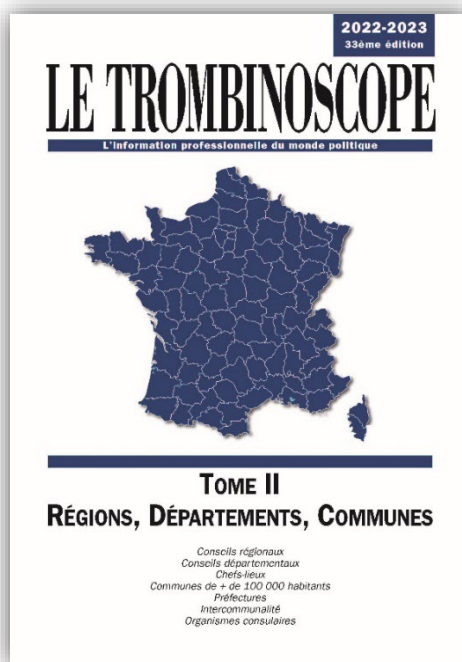 2022-2023
33ème édition
LE TROMBINOSCOPE
L'information professionnelle du monde politique
TOME II
RÉGIONS, DÉPARTEMENTS, COMMUNES
Conseils régionaux
Conseils départementaux
Chefs-lieux
Communes de + de 100 000 habitants
Préfectures
Intercommunalité
Organismes consulaires